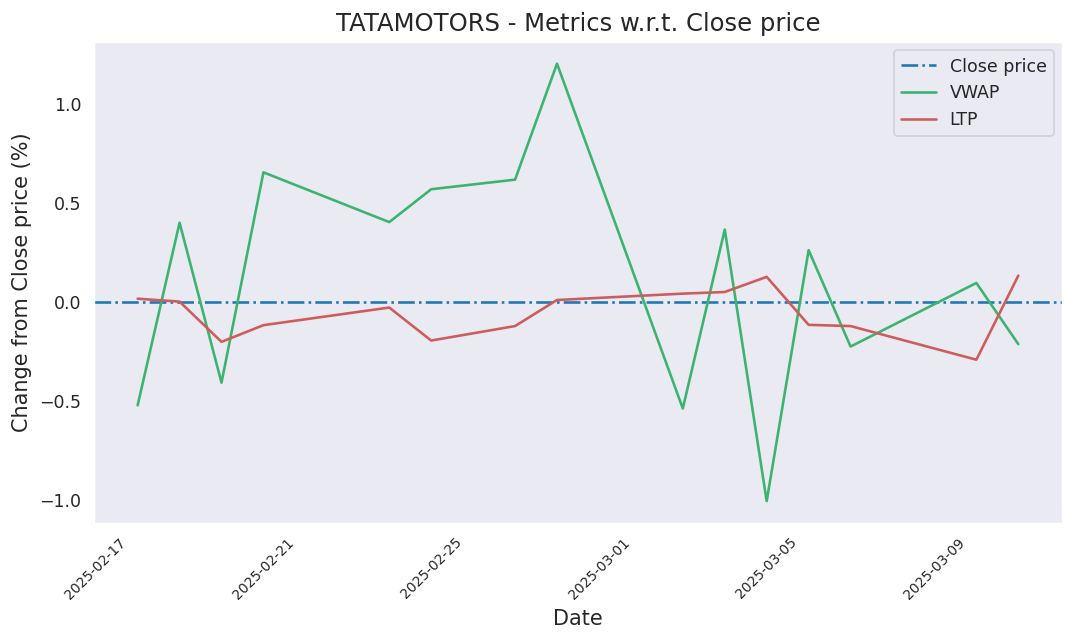 TATAMOTORS - Metrics w.r.t. Close price
Close price
VWAP
LTP
Change from Close price (%)
1.0
0.5
0.0
−0.5
−1.0
2025-02-17
2025-02-21
2025-02-25
2025-03-01
2025-03-05
2025-03-09
Date